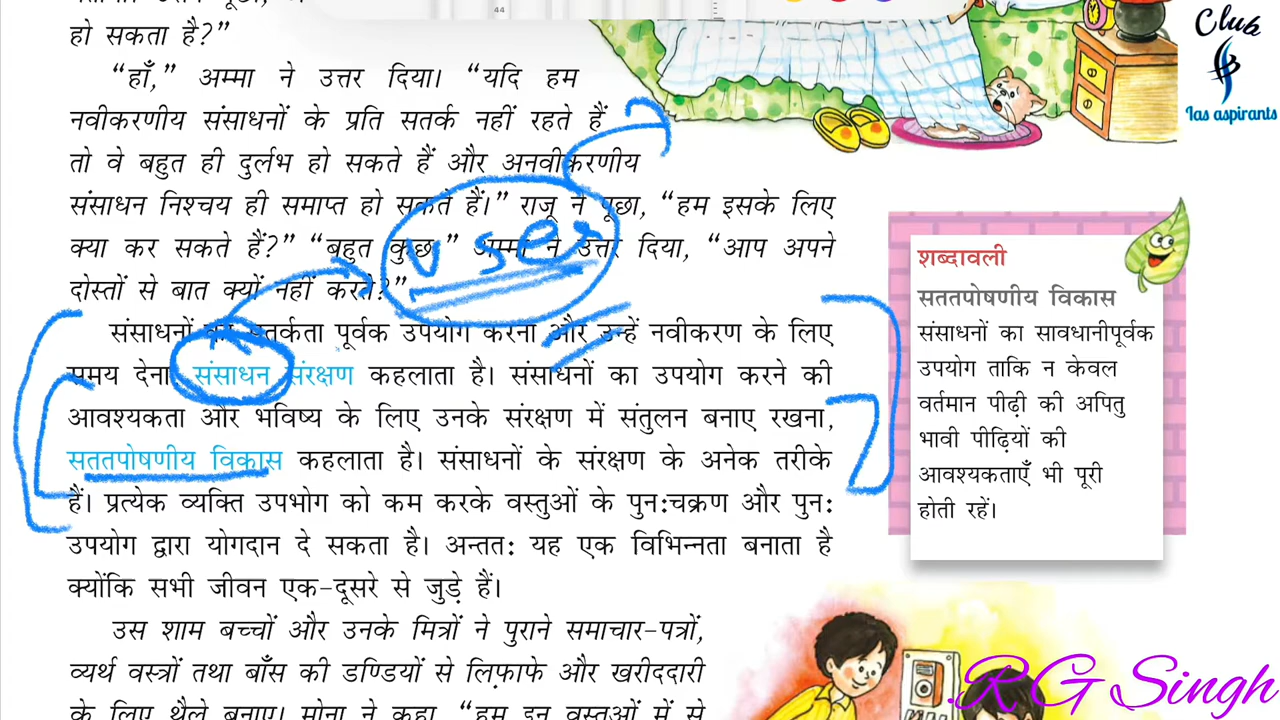 हो सकता है?”
“हाँ,” अम्मा ने उत्तर दिया। “यदि हम
नवीकरणीय संसाधनों के प्रति सतर्क नहीं रहते हैं
तो वे बहुत ही दुर्लभ हो सकते हैं और अनवीकरणीय
संसाधन निश्चय ही समाप्त हो सकते हैं।” राजू ने पूछा, “हम इसके लिए
क्या कर सकते हैं?” “बहुत कुछ” अम्मा ने उत्तर दिया, “आप अपने
दोस्तों से बात क्यों नहीं करते?”
संसाधनों का सतर्कता पूर्वक उपयोग करना और उन्हें नवीकरण के लिए
समय देना, संसाधन संरक्षण कहलाता है। संसाधनों का उपयोग करने की
आवश्यकता और भविष्य के लिए उनके संरक्षण में संतुलन बनाए रखना,
सततपोषणीय विकास कहलाता है। संसाधनों के संरक्षण के अनेक तरीके
हैं। प्रत्येक व्यक्ति उपभोग को कम करके वस्तुओं के पुन:चक्रण और पुन:
उपयोग द्वारा योगदान दे सकता है। अन्तत: यह एक विभिन्नता बनाता है
क्योंकि सभी जीवन एक-दूसरे से जुड़े हैं।
उस शाम बच्चों और उनके मित्रों ने पुराने समाचार-पत्रों,
व्यर्थ वस्त्रों तथा बाँस की डण्डियों से लिफ़ाफे और खरीददारी
के लिए थैले बनाए। मोना ने कहा, “हम इन वस्तुओं में से
user
शब्दावली
सततपोषणीय विकास
संसाधनों का सावधानीपूर्वक
उपयोग ताकि न केवल
वर्तमान पीढ़ी की अपितु
भावी पीढ़ियों की
आवश्यकताएँ भी पूरी
होती रहें।
Club
Ias aspirants
RG Singh